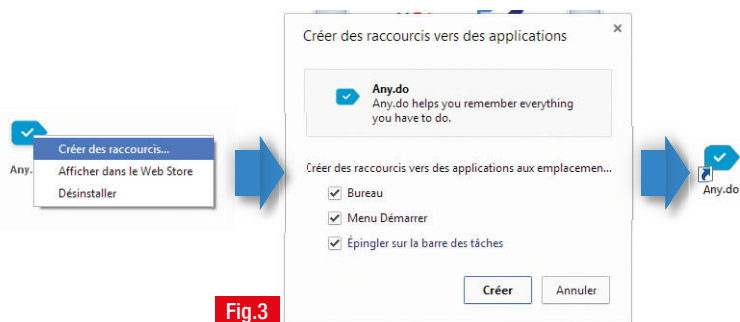 Créer des raccourcis vers des applications
×
Any.do
Any.do helps you remember everything
you have to do.
Any.
Créer des raccourcis...
Afficher dans le Web Store
Désinstaller
Créer des raccourcis vers des applications aux emplacemen...
Bureau
Menu Démarrer
Épingler sur la barre des tâches
Créer
Annuler
Any.do
Fig.3